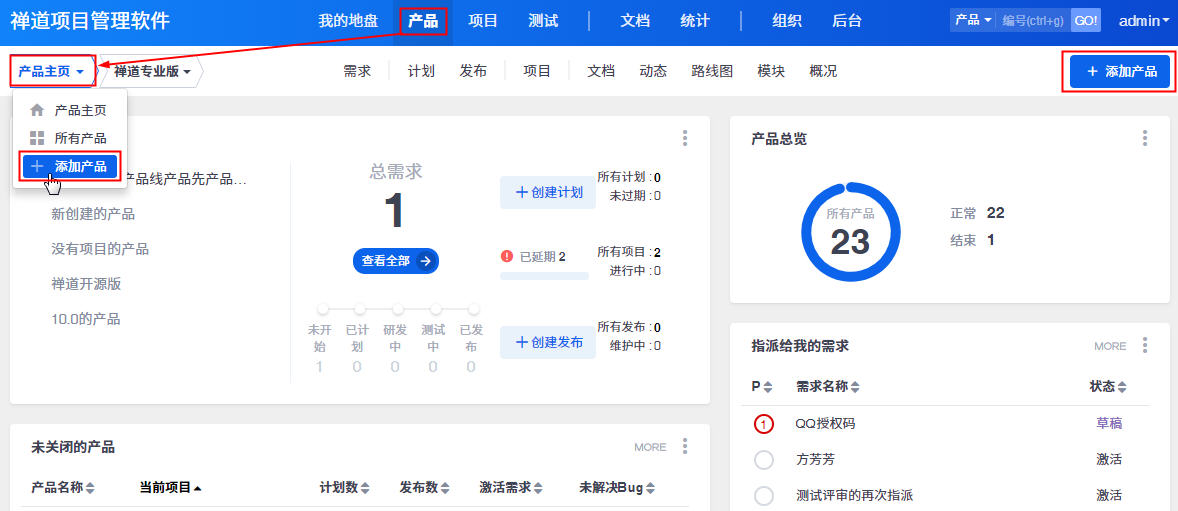 禅道项目管理软件 我的地盘 产品 项目 测试 文档 统计 组织 后台 产品 编号(ctrl+g) GO! admin
产品主页 禅道专业版 需求 计划 发布 项目 文档 动态 路线图 模块 概况 + 添加产品
产品主页
所有产品
+ 添加产品
产品线产品先产品...
新创建的产品
没有项目的产品
禅道开源版
10.0的产品
总需求
1
查看全部
未开始 已计划 研发中 测试中 已发布
1 0 0 0 0
+ 创建计划
所有计划 : 0
未过期 : 0
! 已延期 2
所有项目 : 2
进行中 : 0
+ 创建发布
所有发布 : 0
维护中 : 0
产品总览
所有产品
23
正常 22
结束 1
未关闭的产品 MORE
产品名称 当前项目 计划数 发布数 激活需求 未解决Bug
指派给我的需求 MORE
P 需求名称 状态
1 QQ授权码 草稿
方芳芳 激活
测试评审的再次指派 激活